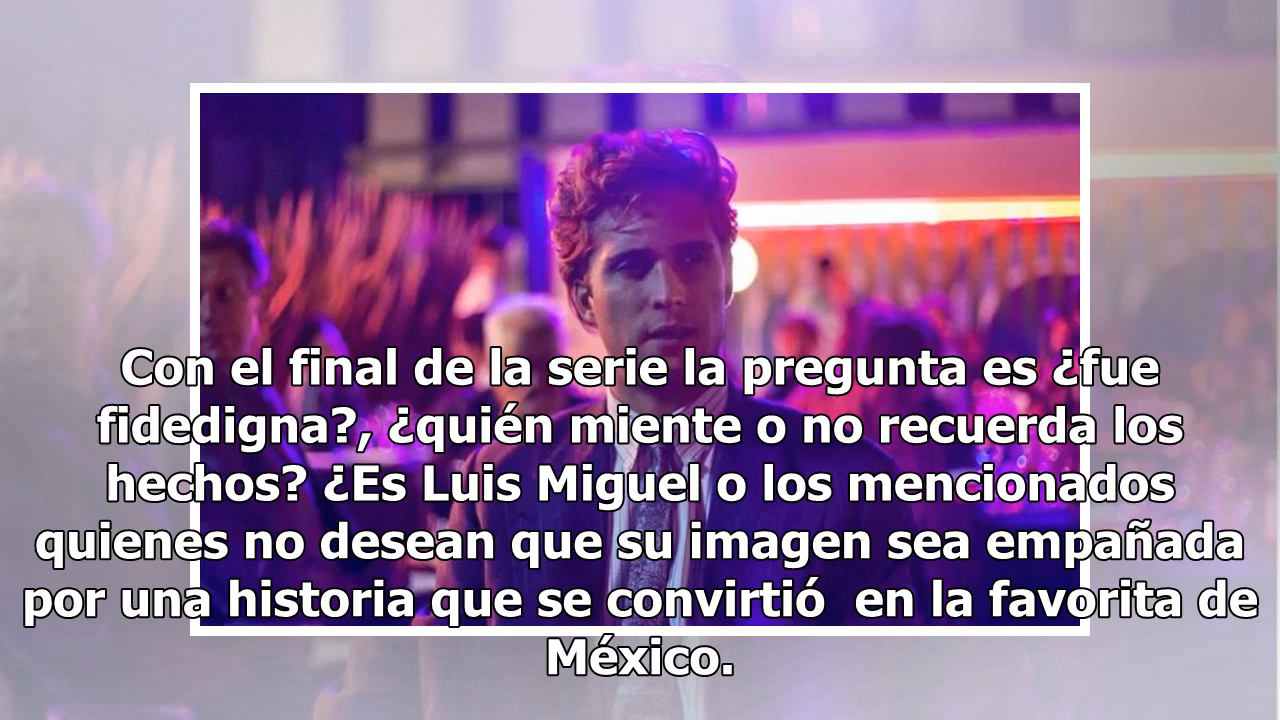 Con el final de la serie la pregunta es ¿fue
fidedigna?, ¿quién miente o no recuerda los
hechos? ¿Es Luis Miguel o los mencionados
quienes no desean que su imagen sea empañada
por una historia que se convirtió  en la favorita de
México.